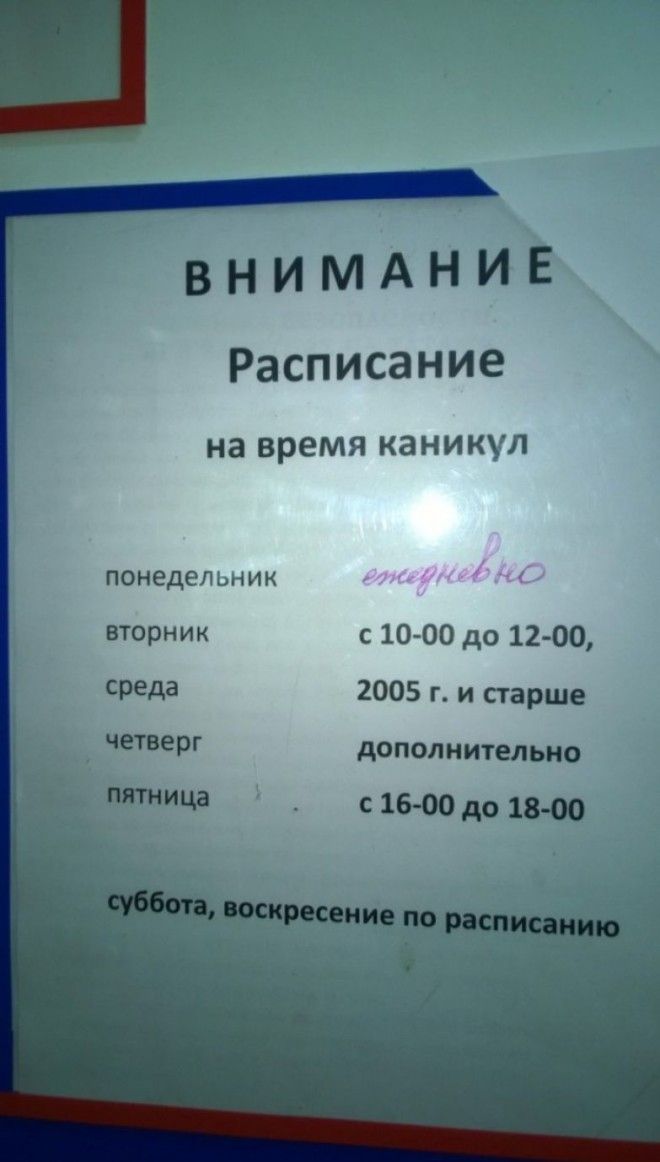 ВНИМАНИЕ
Расписание
на время каникул
понедельник ежедневно
вторник с 10-00 до 12-00,
среда 2005 г. и старше
четверг дополнительно
пятница с 16-00 до 18-00
суббота, воскресение по расписанию